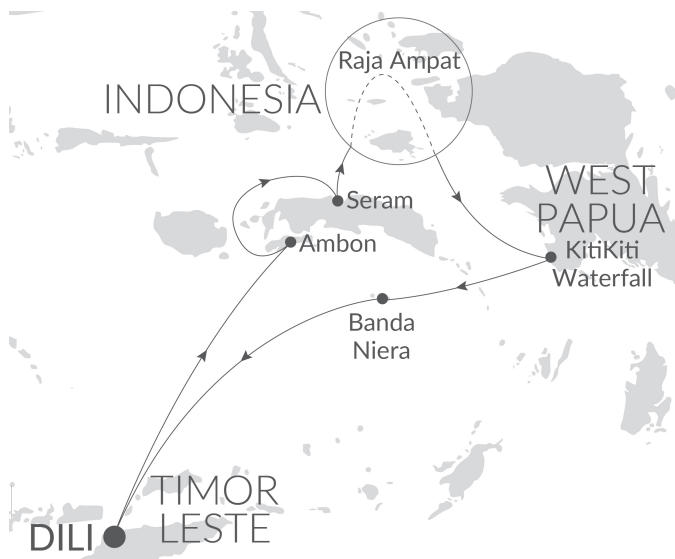 Raja Ampat
INDONESIA
WEST
PAPUA
Seram
Ambon
KitiKiti
Waterfall
Banda
Niera
TIMOR
LESTE
DILI